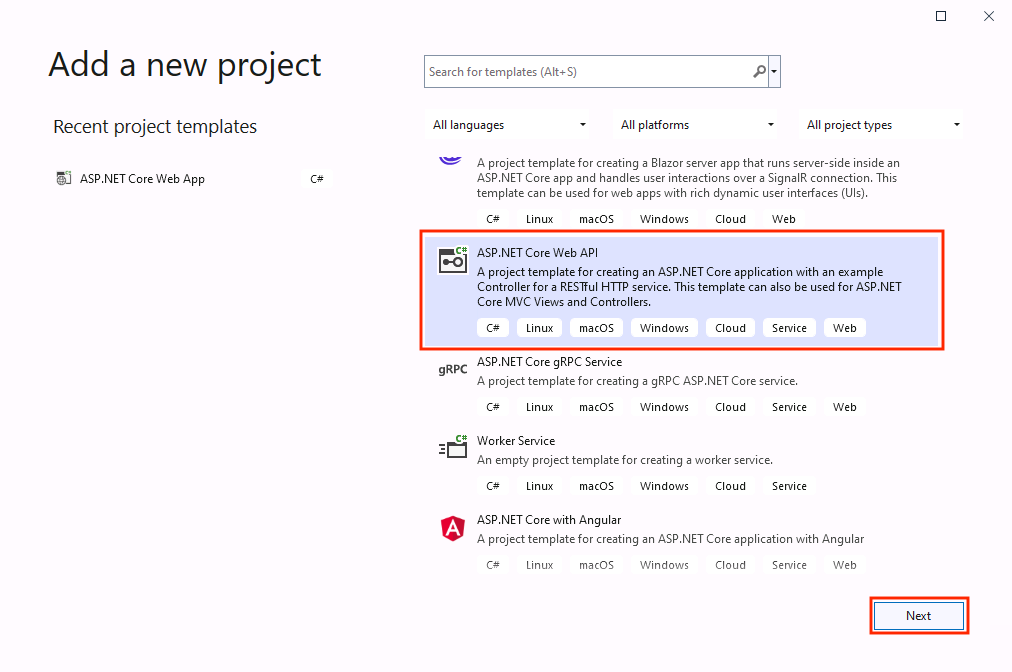 Add a new project
Search for templates (Alt+S)
Recent project templates
All languages
All platforms
All project types
ASP.NET Core Web App
C#
A project template for creating a Blazor server app that runs server-side inside an
ASP.NET Core app and handles user interactions over a SignalR connection. This
template can be used for web apps with rich dynamic user interfaces (UIs).
C# Linux macOS Windows Cloud Web
C#
ASP.NET Core Web API
A project template for creating an ASP.NET Core application with an example
Controller for a RESTful HTTP service. This template can also be used for ASP.NET
Core MVC Views and Controllers.
C# Linux macOS Windows Cloud Service Web
gRPC
ASP.NET Core gRPC Service
A project template for creating a gRPC ASP.NET Core service.
C# Linux macOS Windows Cloud Service Web
C#
Worker Service
An empty project template for creating a worker service.
C# Linux macOS Windows Cloud Service
A
ASP.NET Core with Angular
A project template for creating an ASP.NET Core application with Angular
C# Linux macOS Windows Cloud Service Web
Next